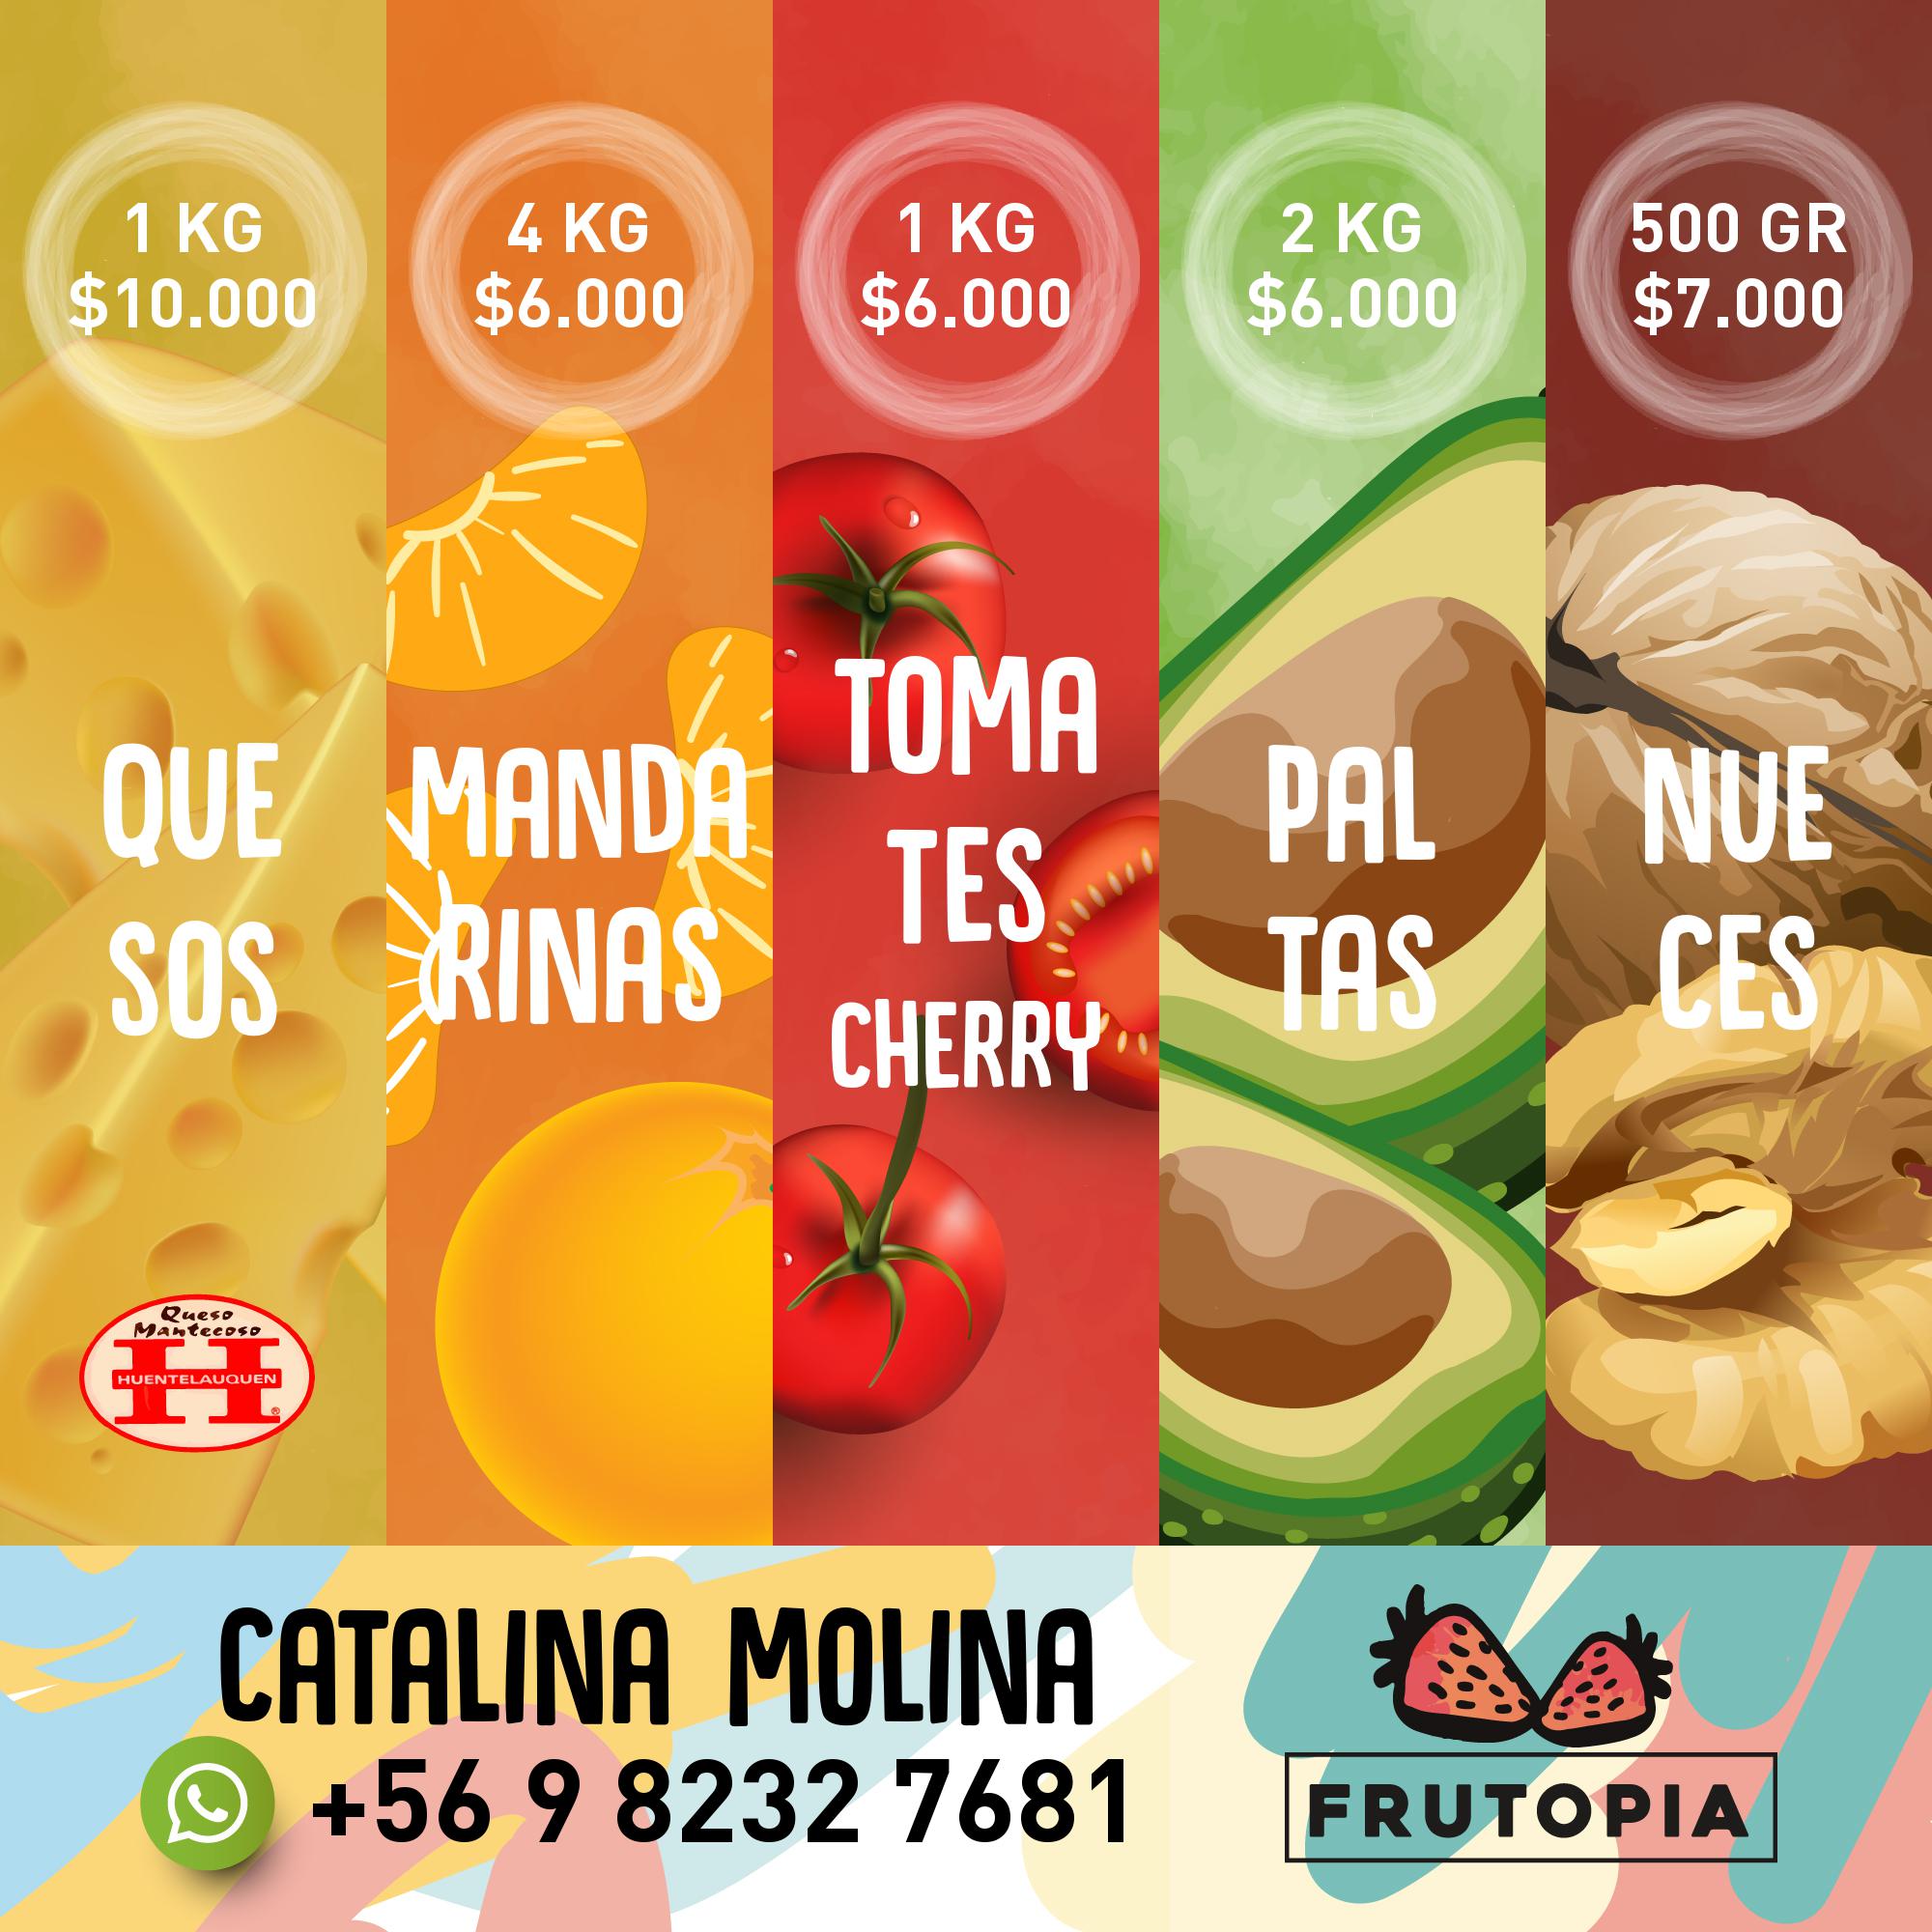 1 KG
$10.000
QUE
SOS
Queso
Mantecoso
H
HUENTELAUQUEN
®
4 KG
$6.000
MANDA
RINAS
1 KG
$6.000
TOMA
TES
CHERRY
2 KG
$6.000
PAL
TAS
500 GR
$7.000
NUE
CES
CATALINA MOLINA
+56 9 8232 7681
FRUTOPIA